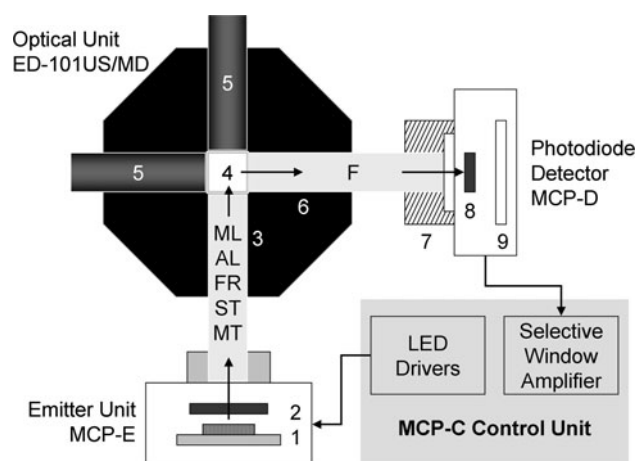 Optical Unit
ED-101US/MD
5
5
4
F
6
3
ML
AL
FR
ST
MT
7
8
9
Photodiode
Detector
MCP-D
Emitter Unit
MCP-E
2
1
LED
Drivers
Selective
Window
Amplifier
MCP-C Control Unit